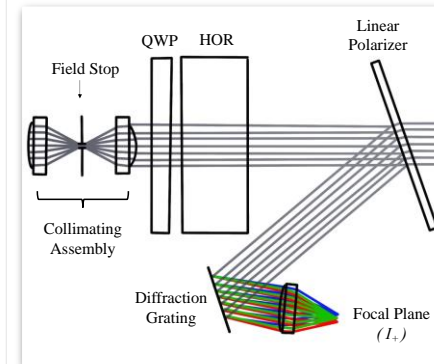 Linear
Polarizer
QWP HOR
Field Stop
Collimating
Assembly
Diffraction
Grating
Focal Plane
(I₊)